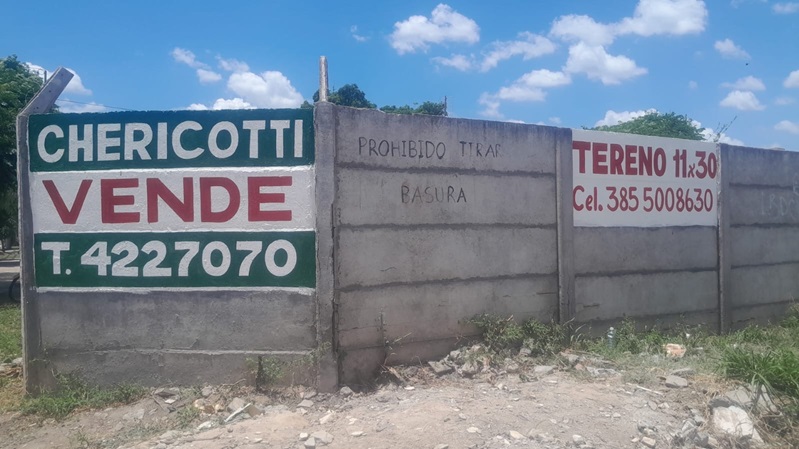 CHERICOTTI
VENDE
T. 4227070
PROHIBIDO TIRAR
BASURA
TERENO 11x30
Cel. 385 5008630